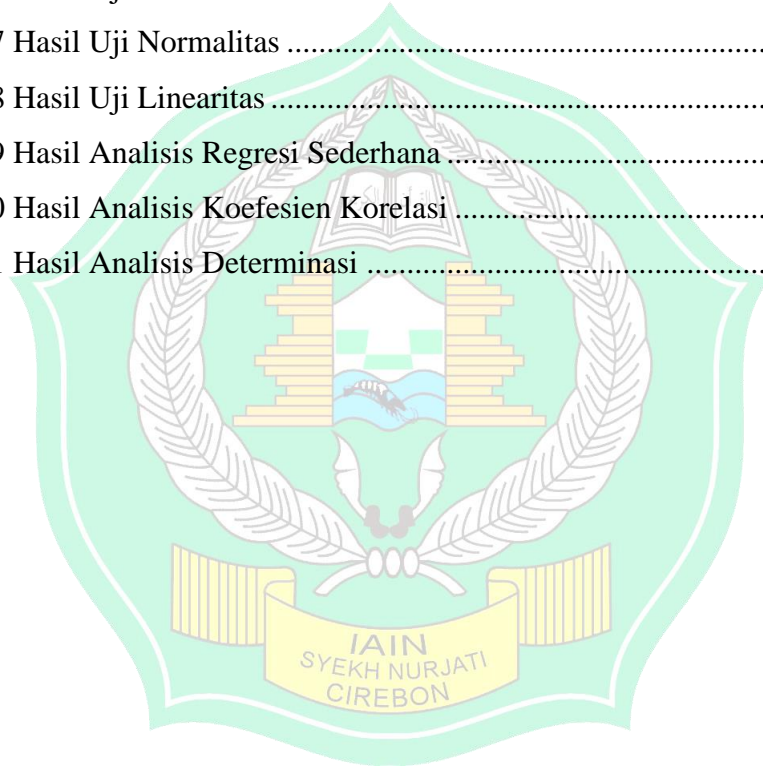 7 Hasil Uji Normalitas ............................................................
8 Hasil Uji Linearitas ..............................................................
9 Hasil Analisis Regresi Sederhana ........................................
0 Hasil Analisis Koefesien Korelasi .......................................
1 Hasil Analisis Determinasi ..................................................
IAIN
SYEKH NURJATI
CIREBON